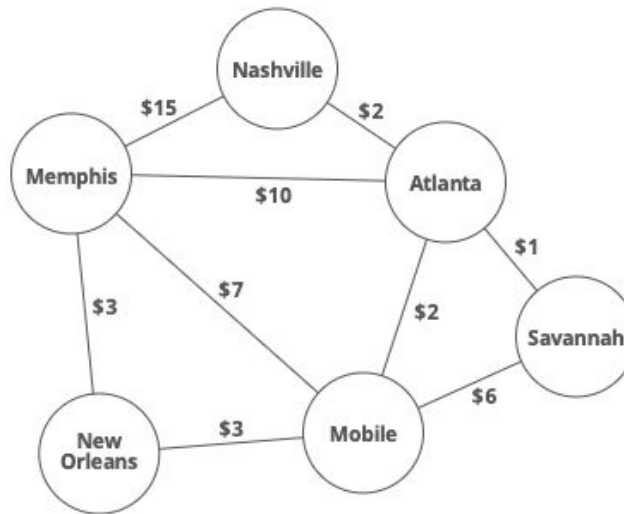 Nashville
$15
$2
Memphis
Atlanta
$10
$1
$3
$7
$2
Savannah
$6
New
Orleans
$3
Mobile